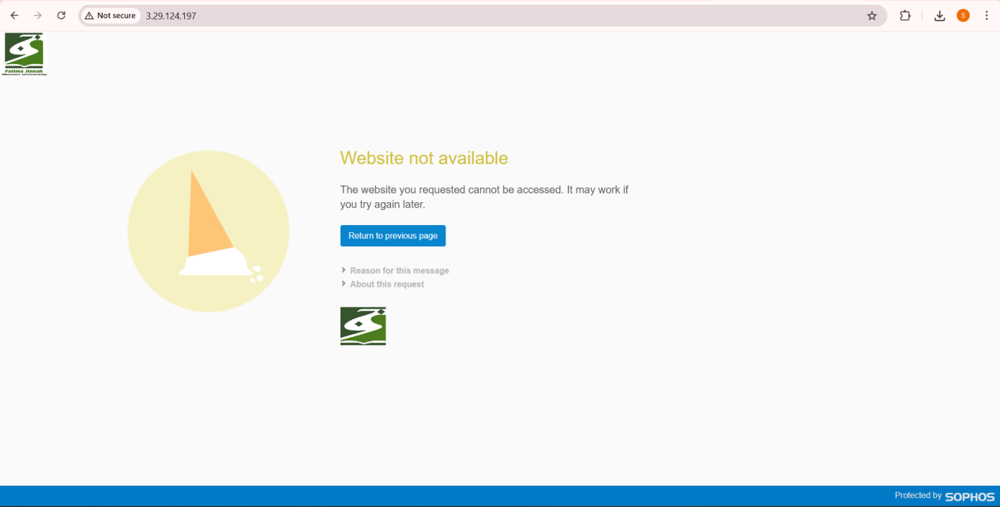 Not secure
3.29.124.197
S
Fatima Jinnah
Women University
Website not available
The website you requested cannot be accessed. It may work if
you try again later.
Return to previous page
Reason for this message
About this request
Protected by SOPHOS